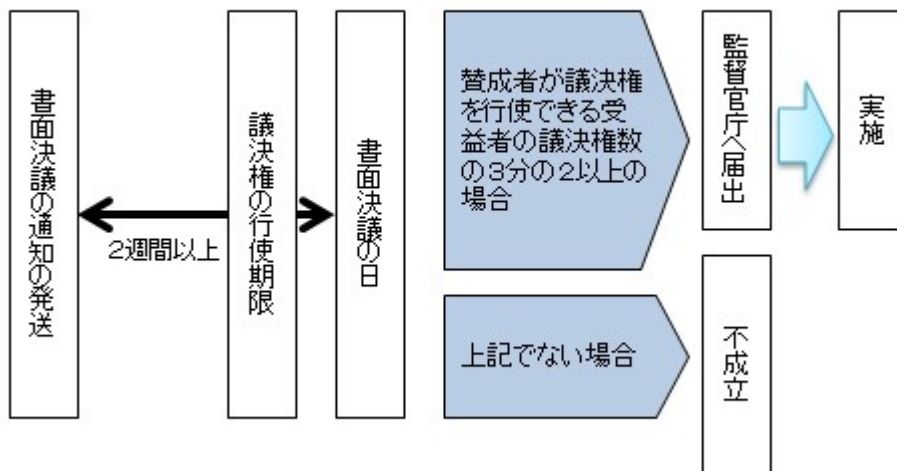 書面決議の通知の発送
2週間以上
議決権の行使期限
書面決議の日
賛成者が議決権
を行使できる受
益者の議決権数
の3分の2以上の
場合
監督官庁へ届出
実施
上記でない場合
不成立